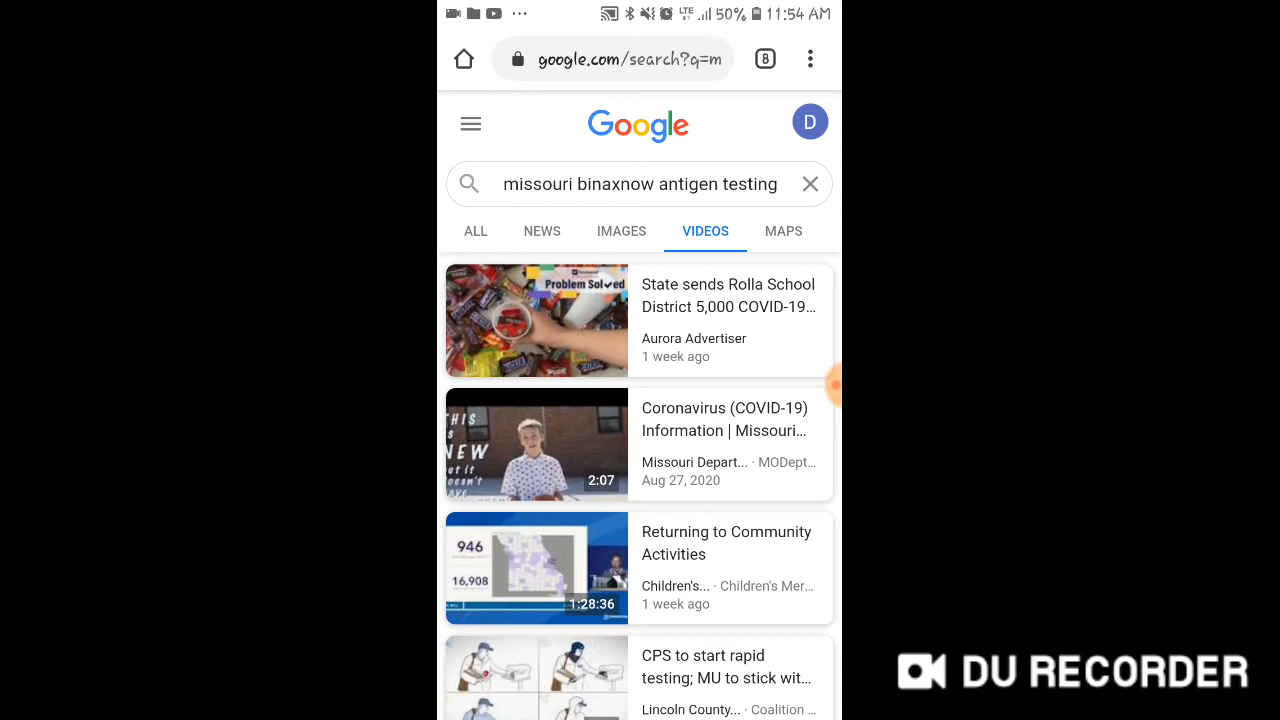 LTE 50% 11:54 AM
google.com/search?q=m
8
Google
D
missouri binaxnow antigen testing
ALL NEWS IMAGES VIDEOS MAPS
Problem Solved
State sends Rolla School
District 5,000 COVID-19...
Aurora Advertiser
1 week ago
THIS
NEW
2:07
Coronavirus (COVID-19)
Information | Missouri...
Missouri Depart... · MODept...
Aug 27, 2020
946
16,908
1:28:36
Returning to Community
Activities
Children's... · Children's Mer...
1 week ago
CPS to start rapid
testing; MU to stick wit...
Lincoln County... · Coalition ...
DU RECORDER